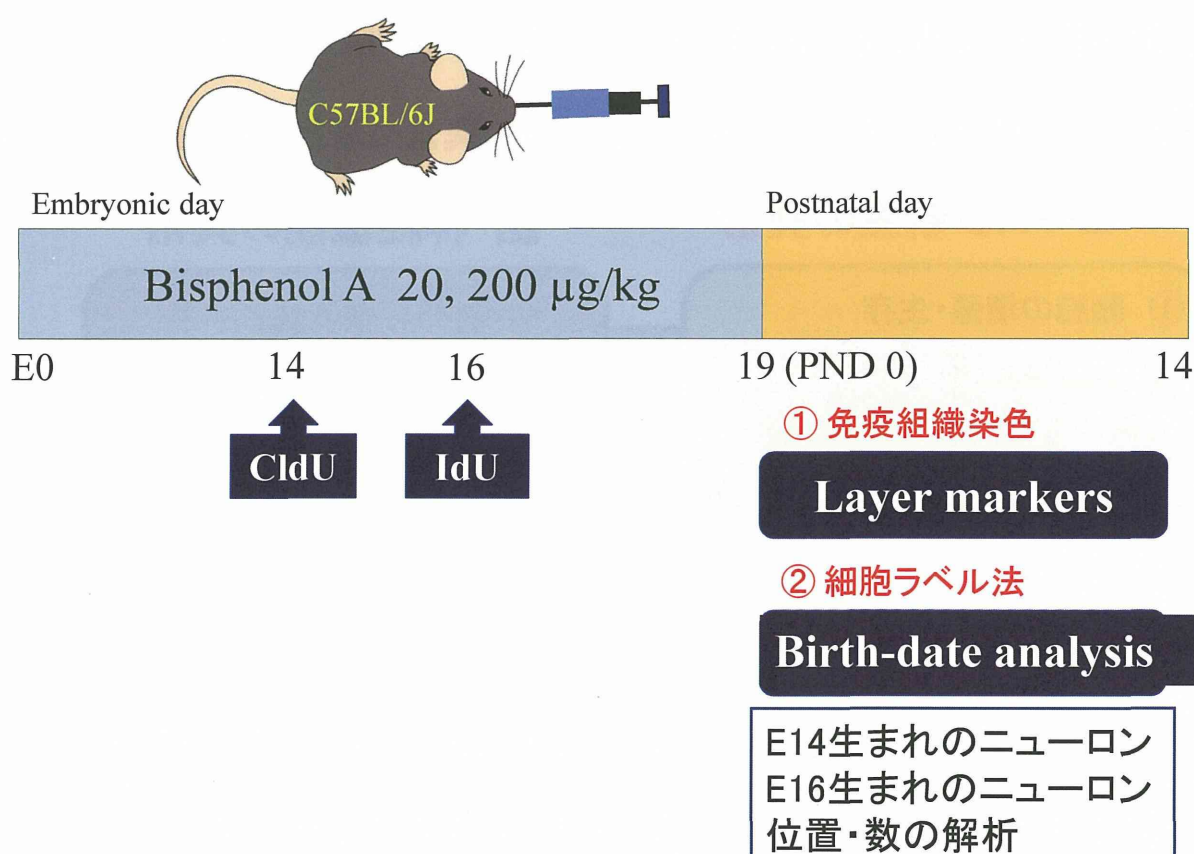 C57BL/6J
Embryonic day
Postnatal day
Bisphenol A 20, 200 µg/kg
E0
14
16
19 (PND 0)
14
CldU
IdU
① 免疫組織染色
Layer markers
② 細胞ラベル法
Birth-date analysis
E14生まれのニューロン
E16生まれのニューロン
位置・数の解析